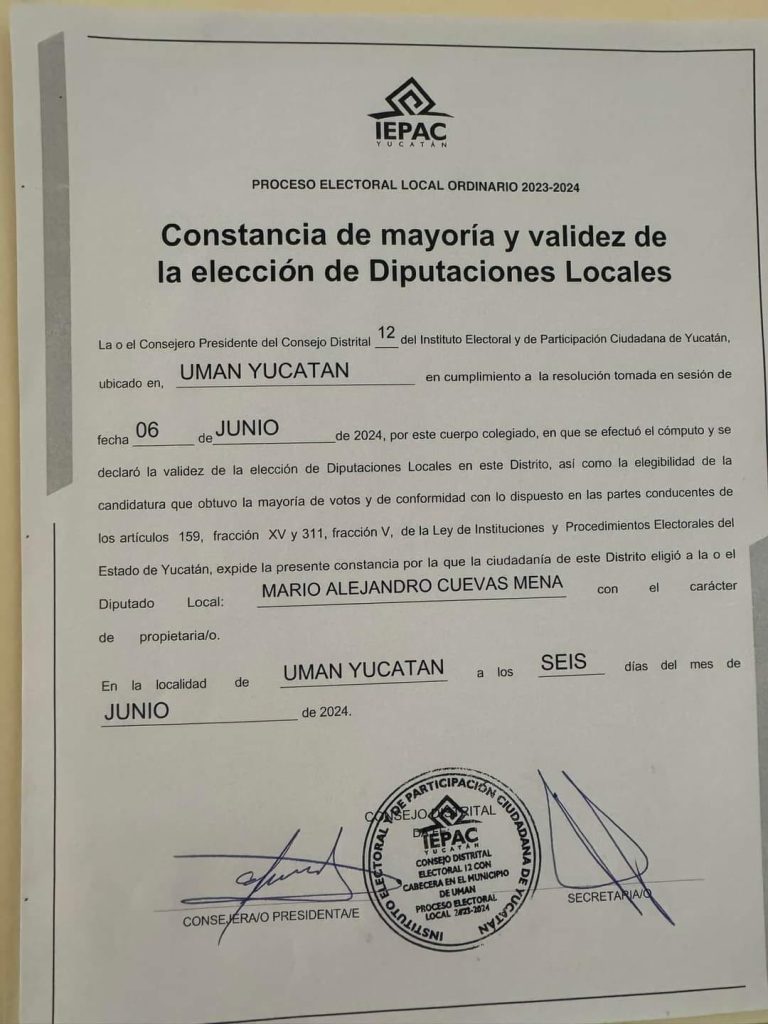 IEPAC
YUCATÁN
PROCESO ELECTORAL LOCAL ORDINARIO 2023-2024
Constancia de mayoría y validez de
la elección de Diputaciones Locales
La o el Consejero Presidente del Consejo Distrital 12 del Instituto Electoral y de Participación Ciudadana de Yucatán,
ubicado en, UMAN YUCATAN en cumplimiento a la resolución tomada en sesión de
fecha 06 de JUNIO de 2024, por este cuerpo colegiado, en que se efectuó el cómputo y se
declaró la validez de la elección de Diputaciones Locales en este Distrito, así como la elegibilidad de la
candidatura que obtuvo la mayoría de votos y de conformidad con lo dispuesto en las partes conducentes de
los artículos 159, fracción XV y 311, fracción V, de la Ley de Instituciones y Procedimientos Electorales del
Estado de Yucatán, expide la presente constancia por la que la ciudadanía de este Distrito eligió a la o el
Diputado Local: MARIO ALEJANDRO CUEVAS MENA con el carácter
de propietaria/o.
En la localidad de UMAN YUCATAN a los SEIS días del mes de
JUNIO de 2024.
CONSEJO DISTRITAL
INSTITUTO ELECTORAL Y DE PARTICIPACIÓN CIUDADANA DE YUCATÁN
IEPAC
YUCATÁN
CONSEJO DISTRITAL
ELECTORAL 12 CON
CABECERA EN EL MUNICIPIO
DE UMAN
PROCESO ELECTORAL
LOCAL 2023-2024
CONSEJERA/O PRESIDENTA/E
SECRETARIA/O